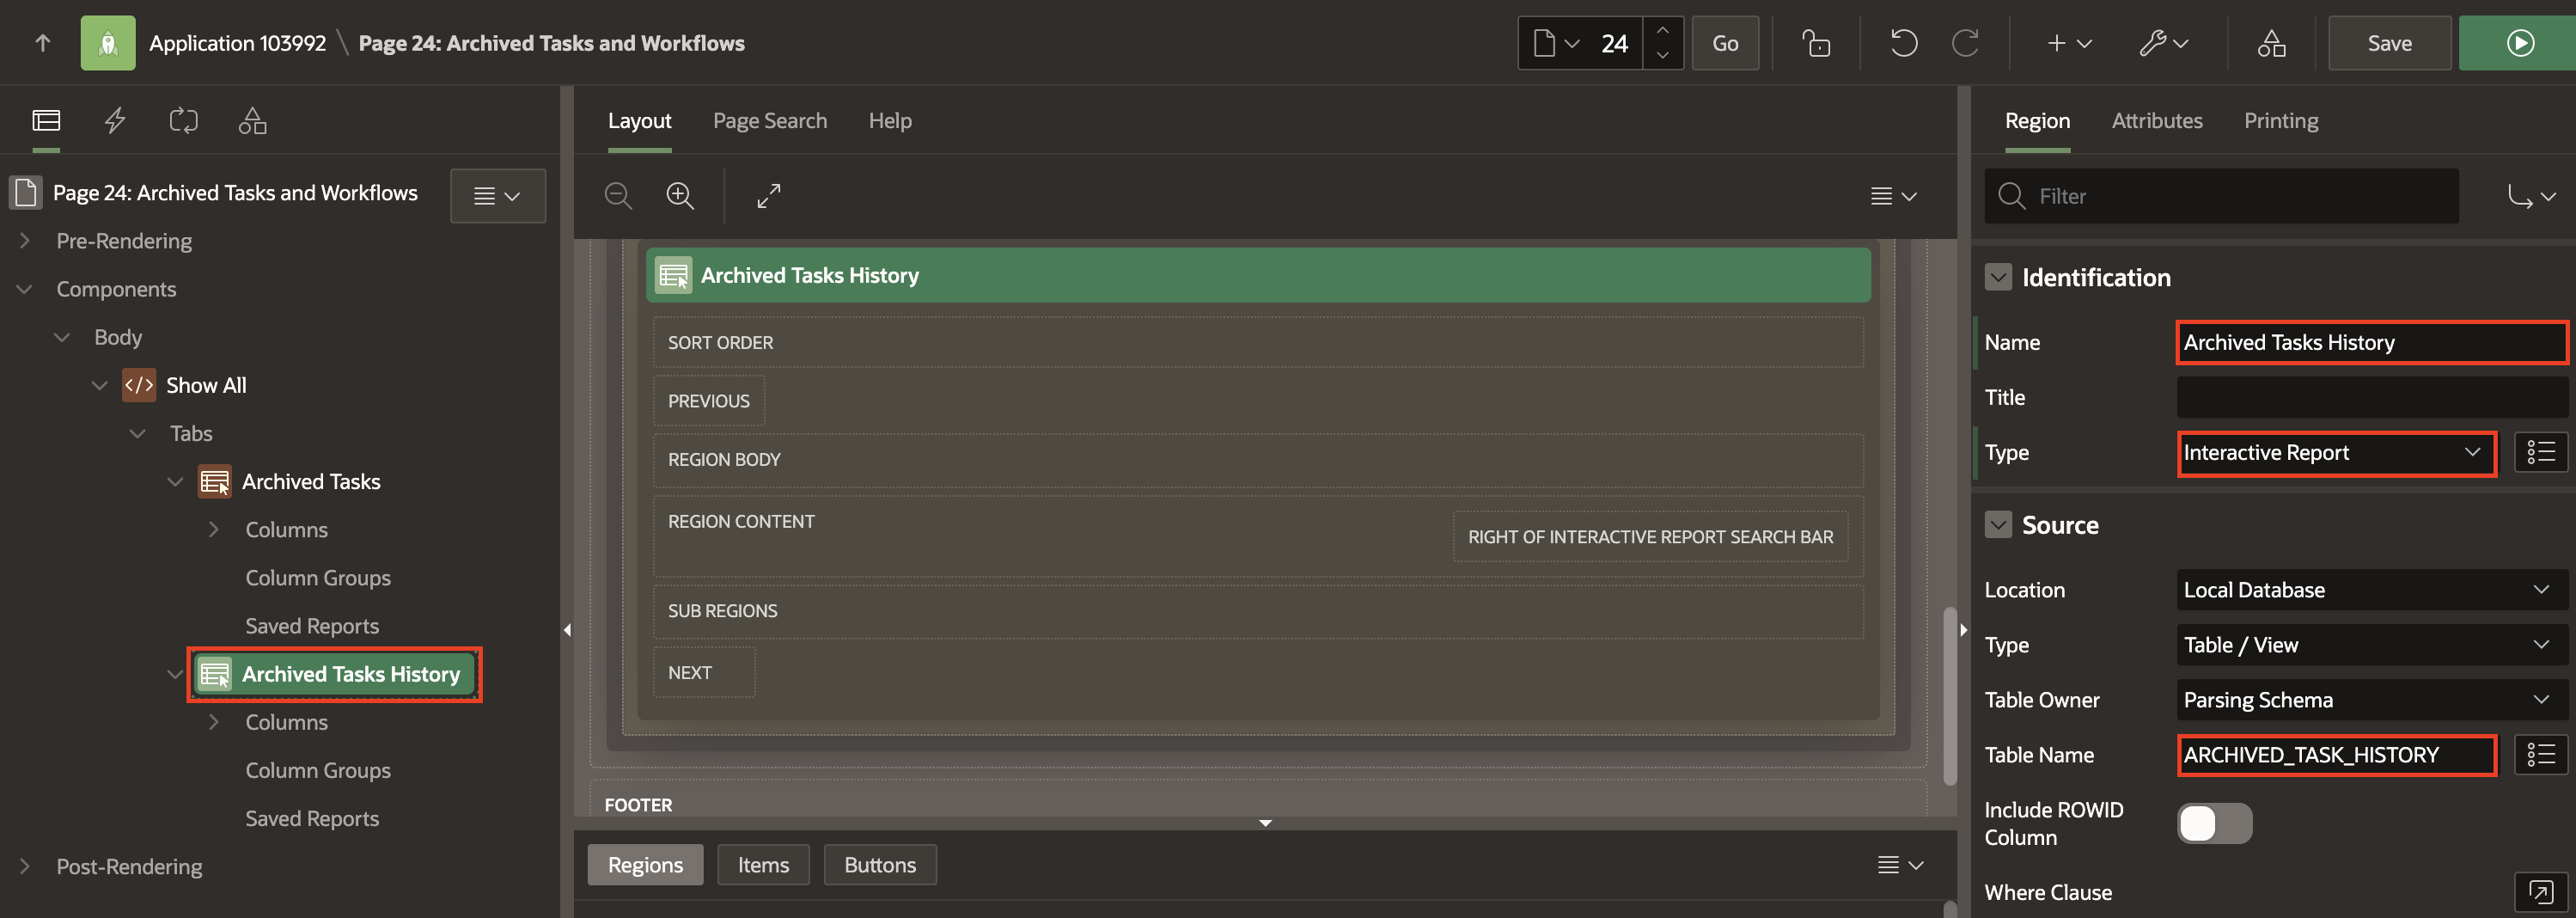 Application 103992 \ Page 24: Archived Tasks and Workflows
24
Go
Save
Page 24: Archived Tasks and Workflows
Pre-Rendering
Components
Body
</> Show All
Tabs
Archived Tasks
Columns
Column Groups
Saved Reports
Archived Tasks History
Columns
Column Groups
Saved Reports
Post-Rendering
Layout Page Search Help
Archived Tasks History
SORT ORDER
PREVIOUS
REGION BODY
REGION CONTENT
RIGHT OF INTERACTIVE REPORT SEARCH BAR
SUB REGIONS
NEXT
FOOTER
Regions Items Buttons
Region Attributes Printing
Filter
Identification
Name Archived Tasks History
Title
Type Interactive Report
Source
Location Local Database
Type Table / View
Table Owner Parsing Schema
Table Name ARCHIVED_TASK_HISTORY
Include ROWID
Column
Where Clause